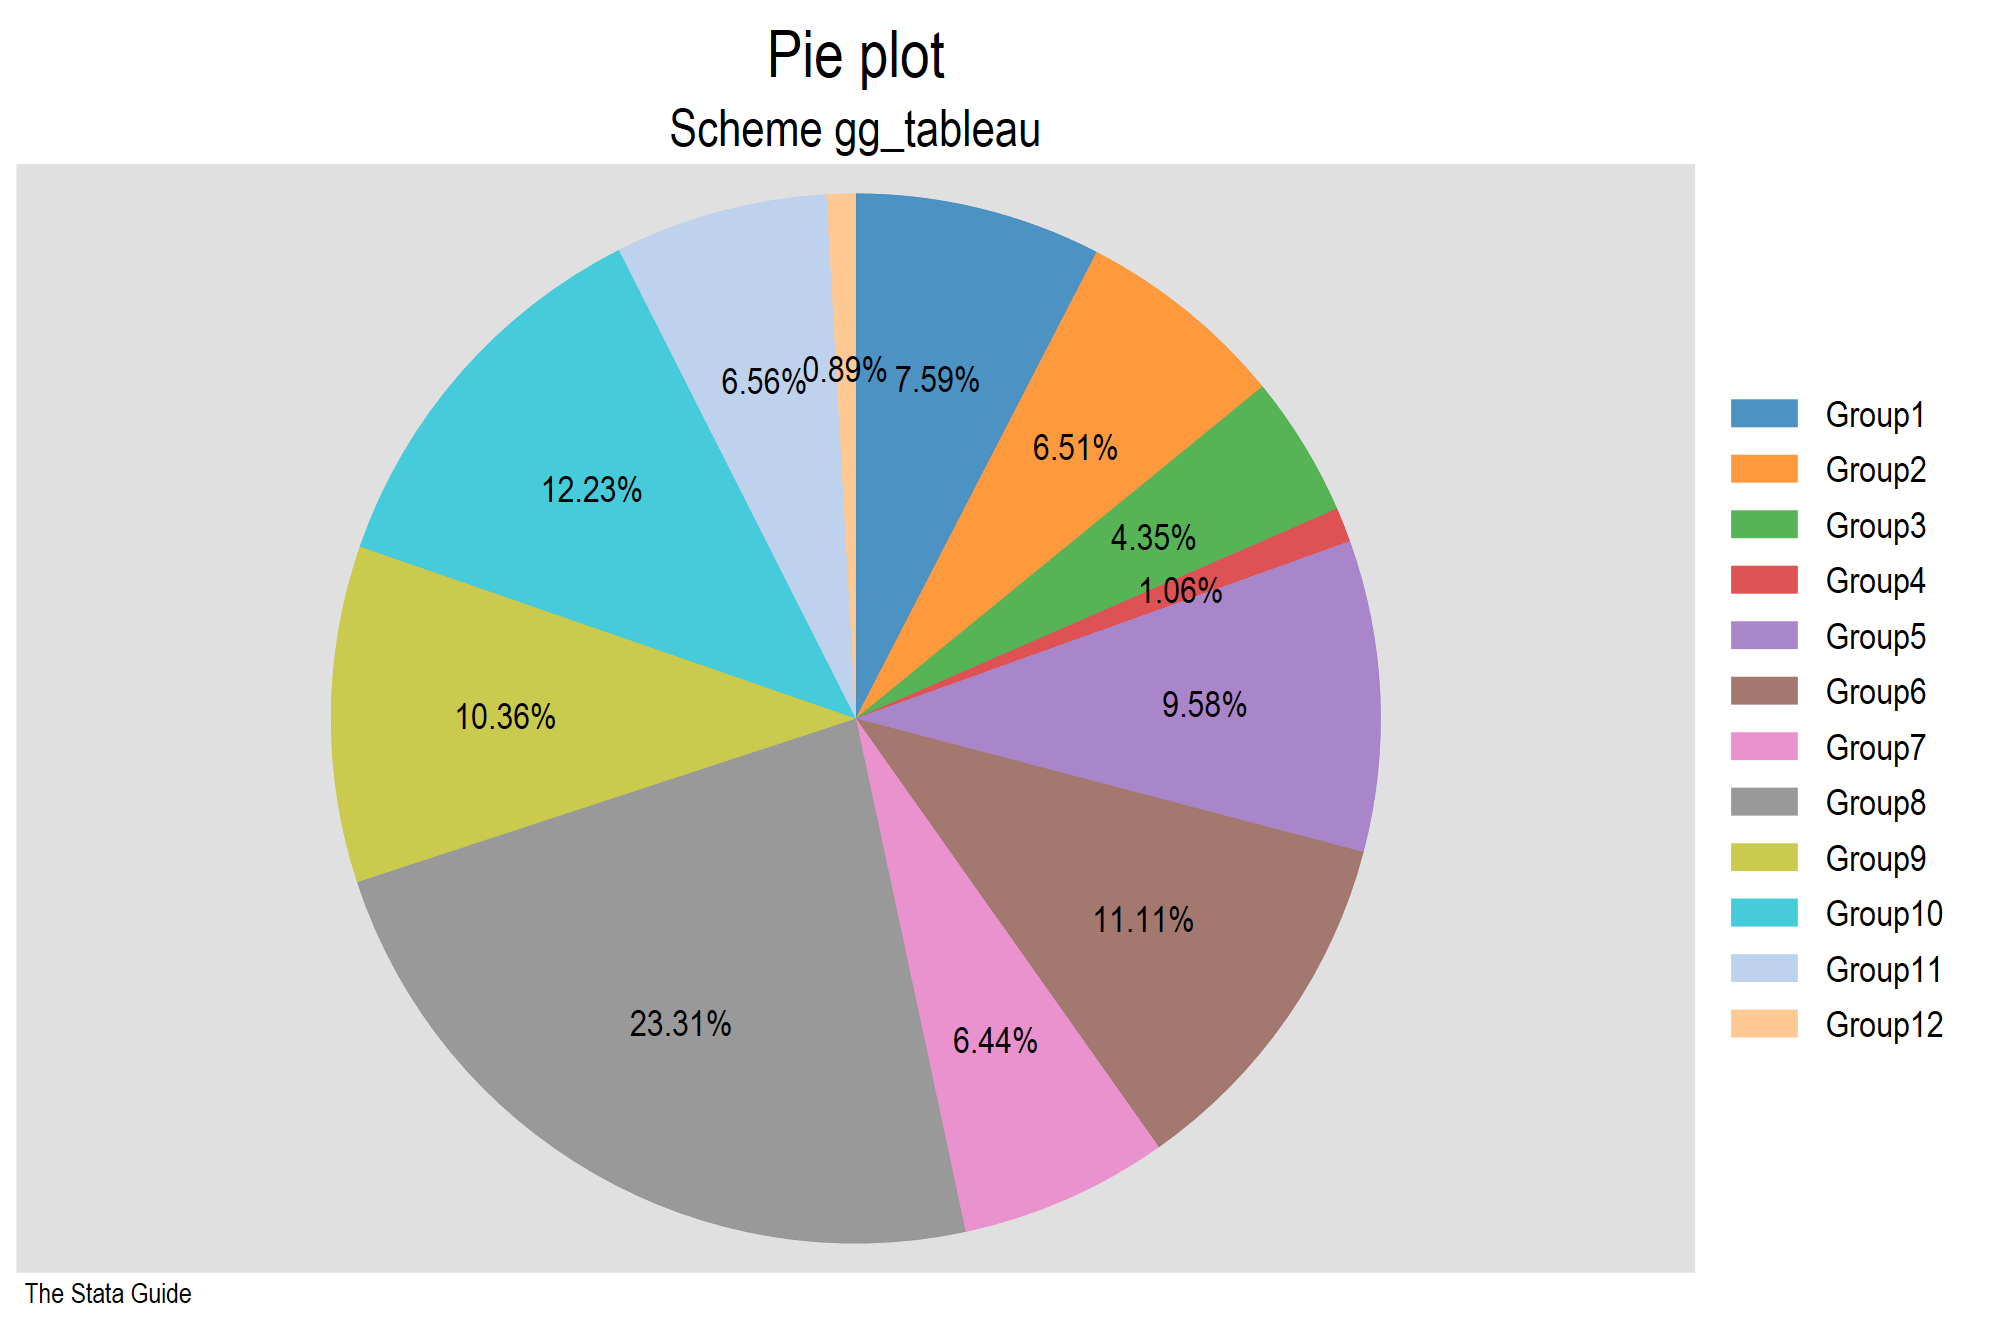 Pie plot
Scheme gg_tableau
7.59%
6.51%
4.35%
1.06%
9.58%
11.11%
6.44%
23.31%
10.36%
12.23%
6.56%
0.89%
Group1
Group2
Group3
Group4
Group5
Group6
Group7
Group8
Group9
Group10
Group11
Group12
The Stata Guide